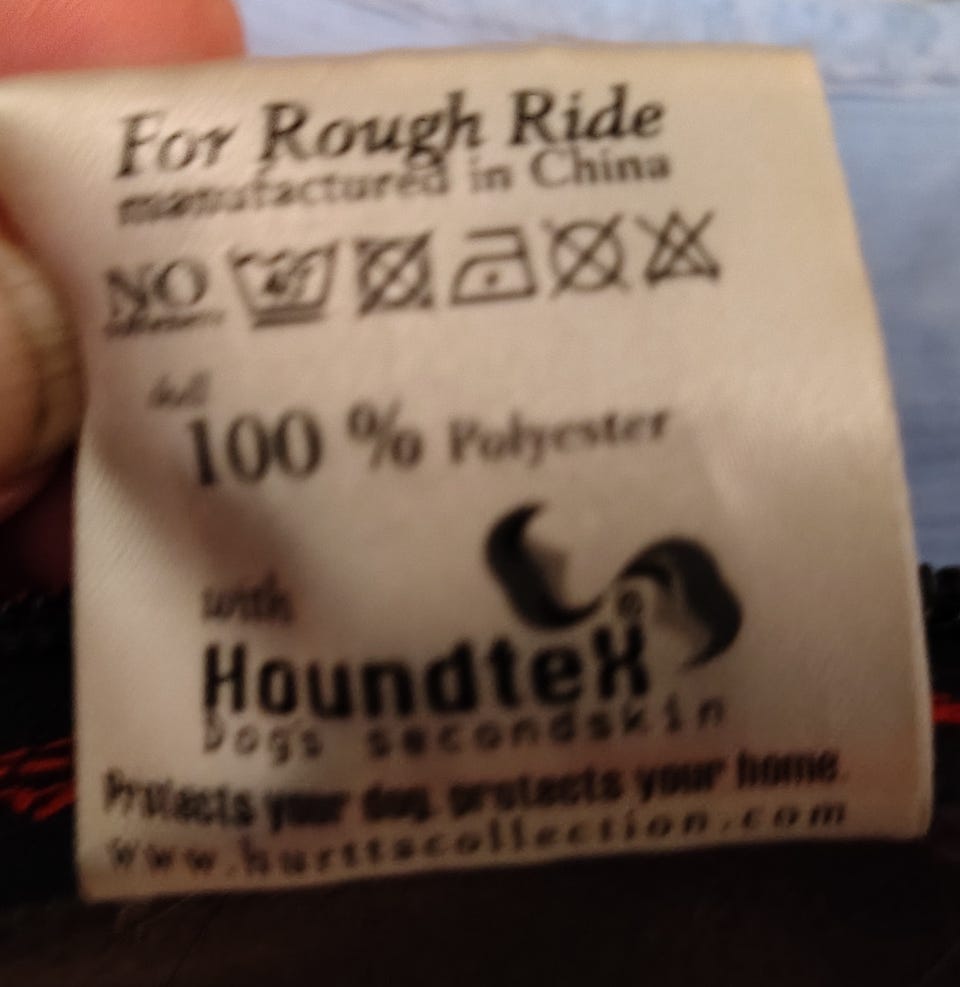 For Rough Ride
manufactured in China
NO
100 % Polyester
with
Houndtex®
Dogs secondskin
Protects your dog, protects your home.
www.hurttacollection.com